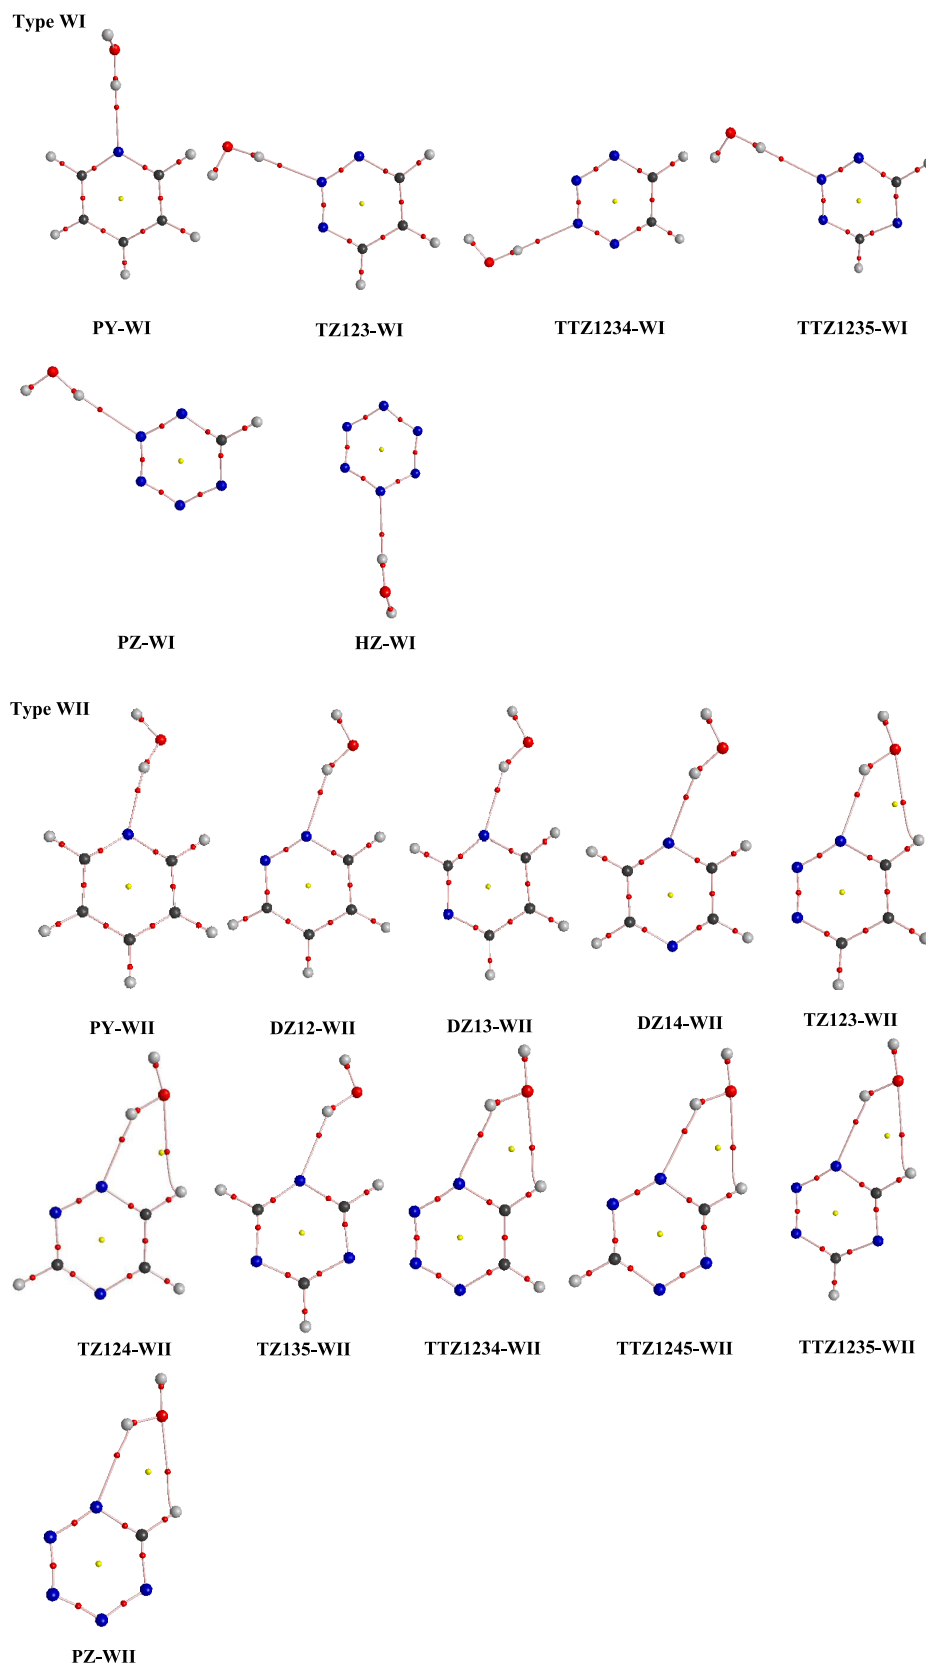 Type WI
PY-WI TZ123-WI TTZ1234-WI TTZ1235-WI
PZ-WI HZ-WI
Type WII
PY-WII DZ12-WII DZ13-WII DZ14-WII TZ123-WII
TZ124-WII TZ135-WII TTZ1234-WII TTZ1245-WII TTZ1235-WII
PZ-WII